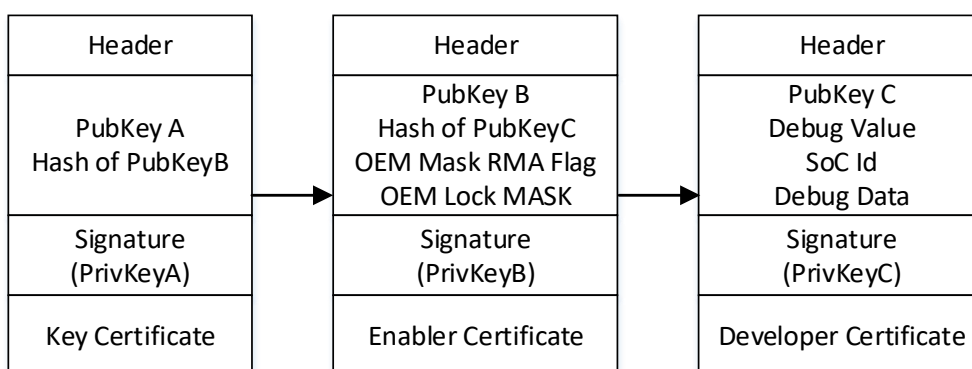 Header
PubKey A
Hash of PubKeyB
Signature
(PrivKeyA)
Key Certificate
Header
PubKey B
Hash of PubKeyC
OEM Mask RMA Flag
OEM Lock MASK
Signature
(PrivKeyB)
Enabler Certificate
Header
PubKey C
Debug Value
SoC Id
Debug Data
Signature
(PrivKeyC)
Developer Certificate